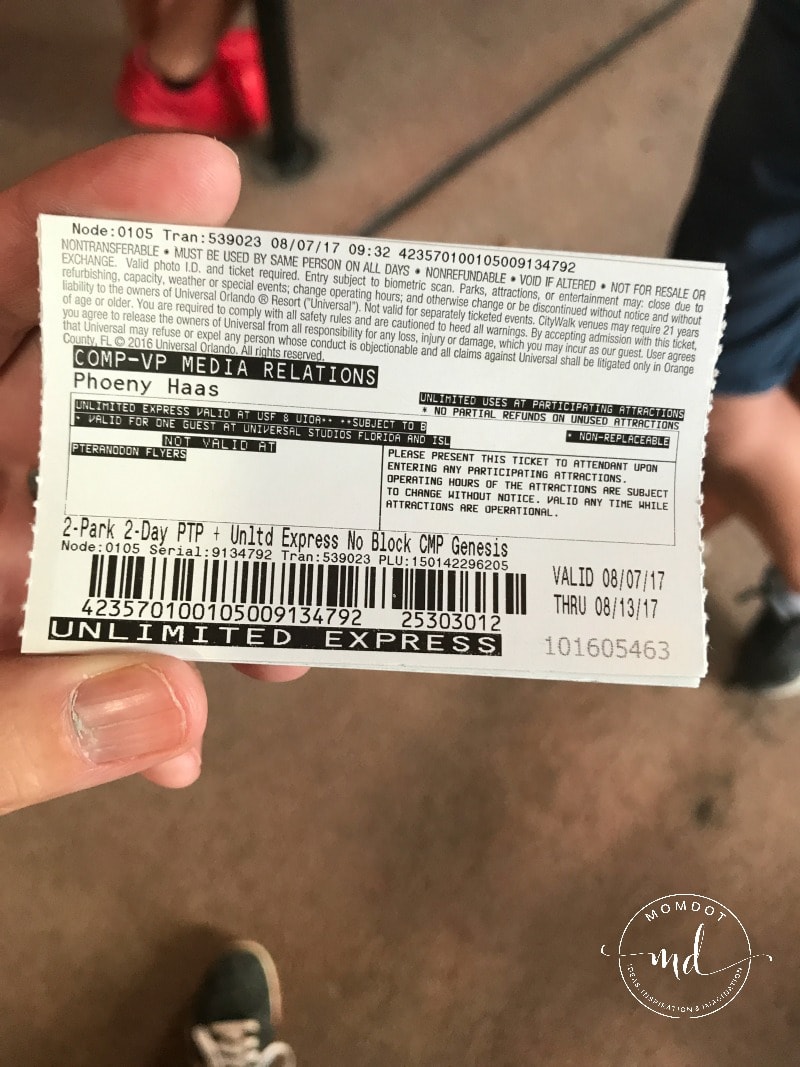 Node:0105 Tran:539023 08/07/17 09:32 423570100105009134792
NONTRANSFERABLE • MUST BE USED BY SAME PERSON ON ALL DAYS • NONREFUNDABLE • VOID IF ALTERED • NOT FOR RESALE OR
EXCHANGE. Valid photo I.D. and ticket required. Entry subject to biometric scan. Parks, attractions, or entertainment may: close due to
refurbishing, capacity, weather or special events; change operating hours; and otherwise change or be discontinued without notice and without
liability to the owners of Universal Orlando ® Resort ("Universal"). Not valid for separately ticketed events. CityWalk venues may require 21 years
of age or older. You are required to comply with all safety rules and are cautioned to heed all warnings. By accepting admission with this ticket,
you agree to release the owners of Universal from all responsibility for any loss, injury or damage, which you may incur as our guest. User agrees
that Universal may refuse or expel any person whose conduct is objectionable and all claims against Universal shall be litigated only in Orange
County, FL © 2016 Universal Orlando. All rights reserved.
COMP-VP MEDIA RELATIONS
Phoeny Haas
UNLIMITED USES AT PARTICIPATING ATTRACTIONS
* NO PARTIAL REFUNDS ON UNUSED ATTRACTIONS
UNLIMITED EXPRESS VALID AT USF & UIOA** **SUBJECT TO B
* VALID FOR ONE GUEST AT UNIVERSAL STUDIOS FLORIDA AND ISL
* NON-REPLACEABLE
NOT VALID AT
PTERANODON FLYERS
PLEASE PRESENT THIS TICKET TO ATTENDANT UPON
ENTERING ANY PARTICIPATING ATTRACTIONS.
OPERATING HOURS OF THE ATTRACTIONS ARE SUBJECT
TO CHANGE WITHOUT NOTICE. VALID ANY TIME WHILE
ATTRACTIONS ARE OPERATIONAL.
2-Park 2-Day PTP + Unltd Express No Block CMP Genesis
Node:0105 Serial:9134792 Tran:539023 PLU:150142296205
VALID 08/07/17
THRU 08/13/17
423570100105009134792 25303012
UNLIMITED EXPRESS
101605463
MOMDOT
md
IDEAS, INSPIRATION & IMAGINATION